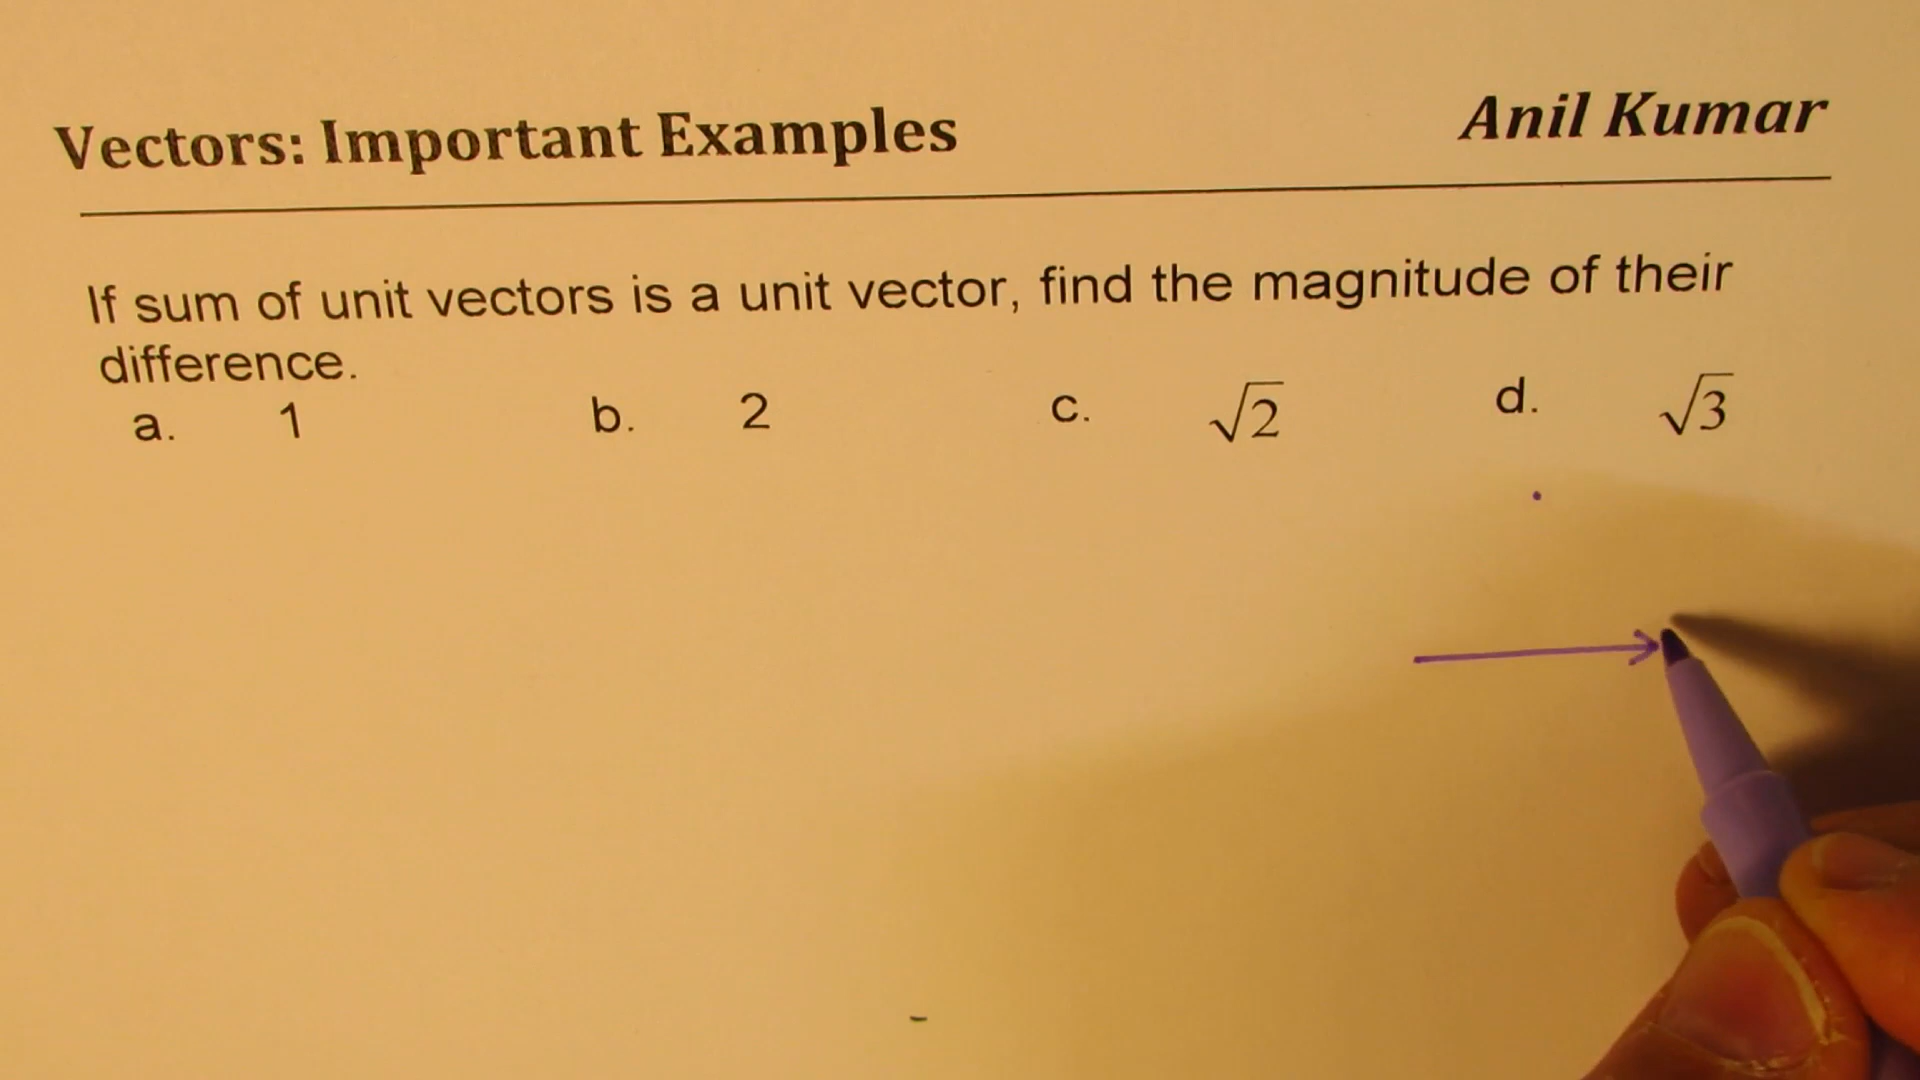 Vectors: Important Examples
Anil Kumar
If sum of unit vectors is a unit vector, find the magnitude of their
difference.
a. 1 b. 2 c. √2 d. √3